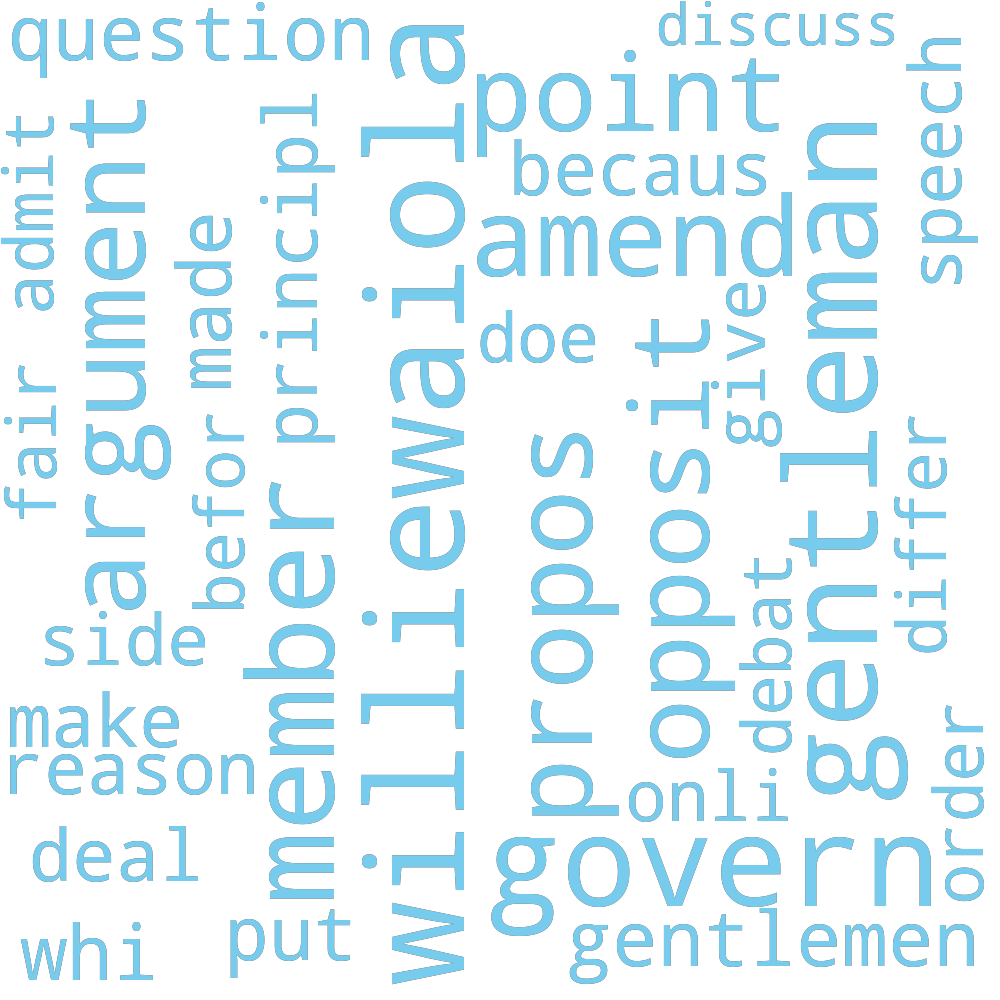 question
discuss
speech
point
becaus
amend
gentleman
williewaiola
principl
argument
admit
made
give
doe
opposit
fair
befor
member
propos
differ
debat
side
make
reason
onli
order
deal
govern
whi
put
gentlemen